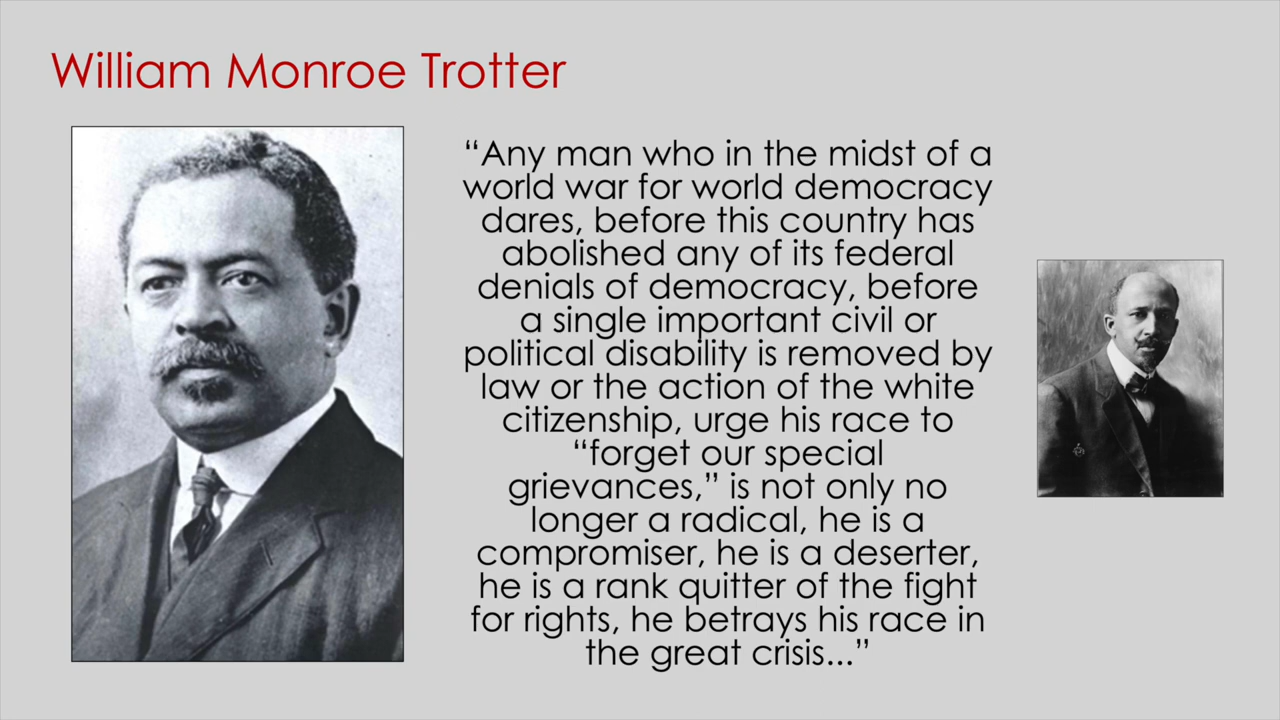 William Monroe Trotter
“Any man who in the midst of a
world war for world democracy
dares, before this country has
abolished any of its federal
denials of democracy, before
a single important civil or
political disability is removed by
law or the action of the white
citizenship, urge his race to
“forget our special
grievances,” is not only no
longer a radical, he is a
compromiser, he is a deserter,
he is a rank quitter of the fight
for rights, he betrays his race in
the great crisis...”